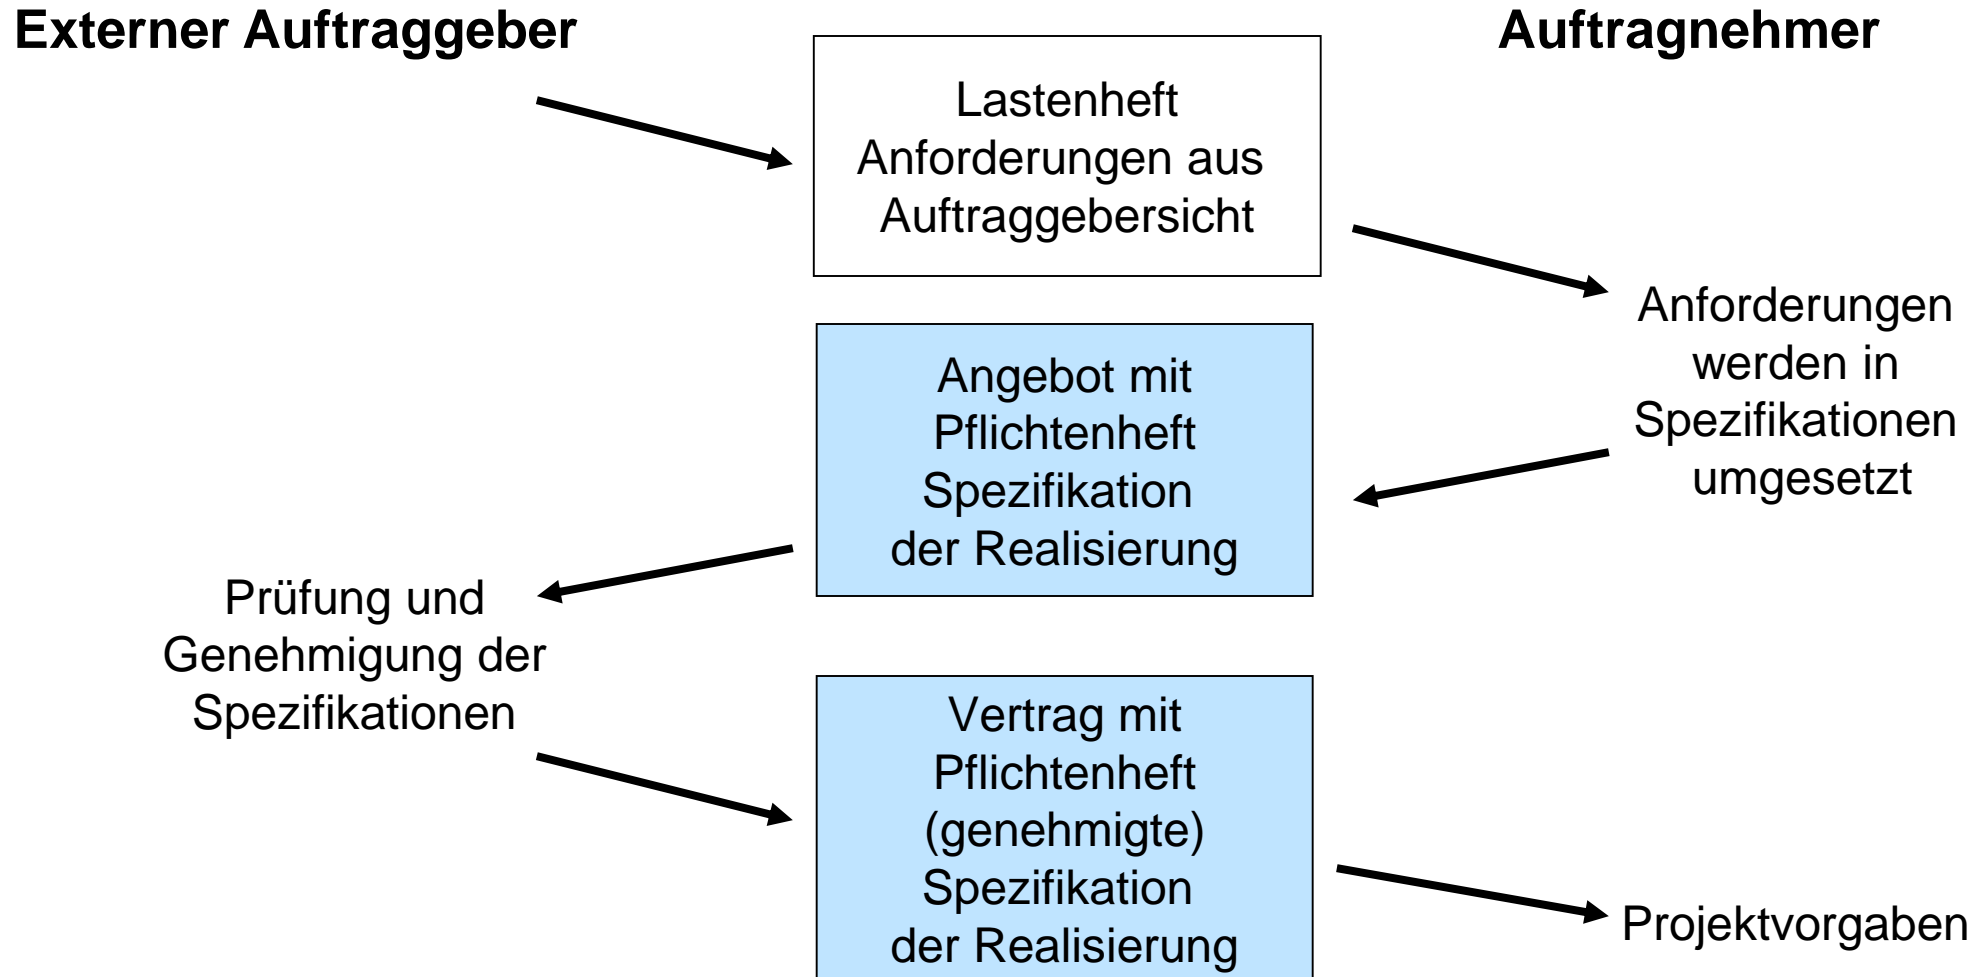 Externer Auftraggeber
Auftragnehmer
Lastenheft
Anforderungen aus
Auftraggebersicht
Anforderungen
werden in
Spezifikationen
umgesetzt
Angebot mit
Pflichtenheft
Spezifikation
der Realisierung
Prüfung und
Genehmigung der
Spezifikationen
Vertrag mit
Pflichtenheft
(genehmigte)
Spezifikation
der Realisierung
Projektvorgaben